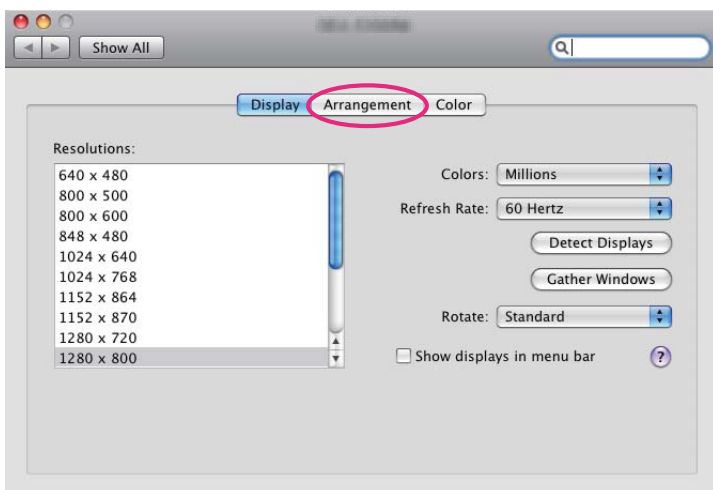 Show All
Display Arrangement Color
Resolutions:
640 x 480
800 x 500
800 x 600
848 x 480
1024 x 640
1024 x 768
1152 x 864
1152 x 870
1280 x 720
1280 x 800
Colors: Millions
Refresh Rate: 60 Hertz
Detect Displays
Gather Windows
Rotate: Standard
Show displays in menu bar ?